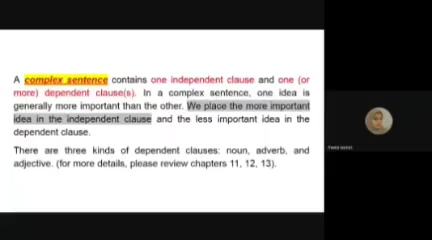 A complex sentence contains one independent clause and one (or
more) dependent clause(s). In a complex sentence, one idea is
generally more important than the other. We place the more important
idea in the independent clause and the less important idea in the
dependent clause.
There are three kinds of dependent clauses: noun, adverb, and
adjective. (for more details, please review chapters 11, 12, 13).